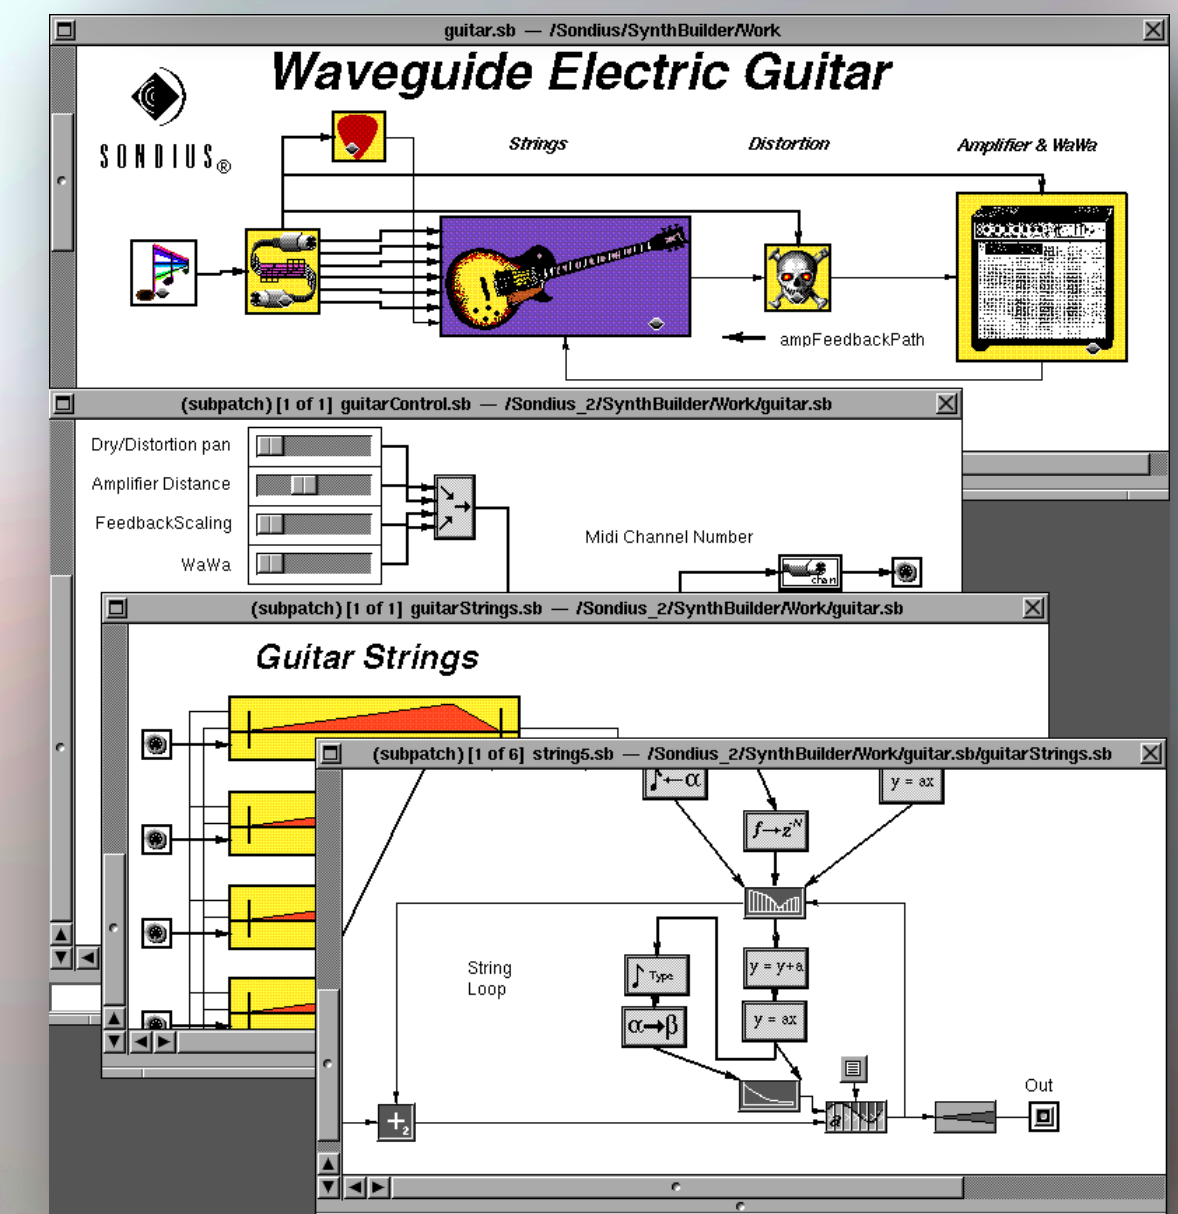 guitar.sb — /Sondius/SynthBuilder/Work
Waveguide Electric Guitar
SONDIUS®
Strings
Distortion
Amplifier & WaWa
ampFeedbackPath
(subpatch) [1 of 1] guitarControl.sb — /Sondius_2/SynthBuilder/Work/guitar.sb
Dry/Distortion pan
Amplifier Distance
FeedbackScaling
WaWa
Midi Channel Number
chan
(subpatch) [1 of 1] guitarStrings.sb — /Sondius_2/SynthBuilder/Work/guitar.sb
Guitar Strings
(subpatch) [1 of 6] string5.sb — /Sondius_2/SynthBuilder/Work/guitar.sb/guitarStrings.sb
♪←α
y = ax
f→z^-N
String
Loop
♪ Type
y = y+a
α→β
y = ax
Out
+2
a